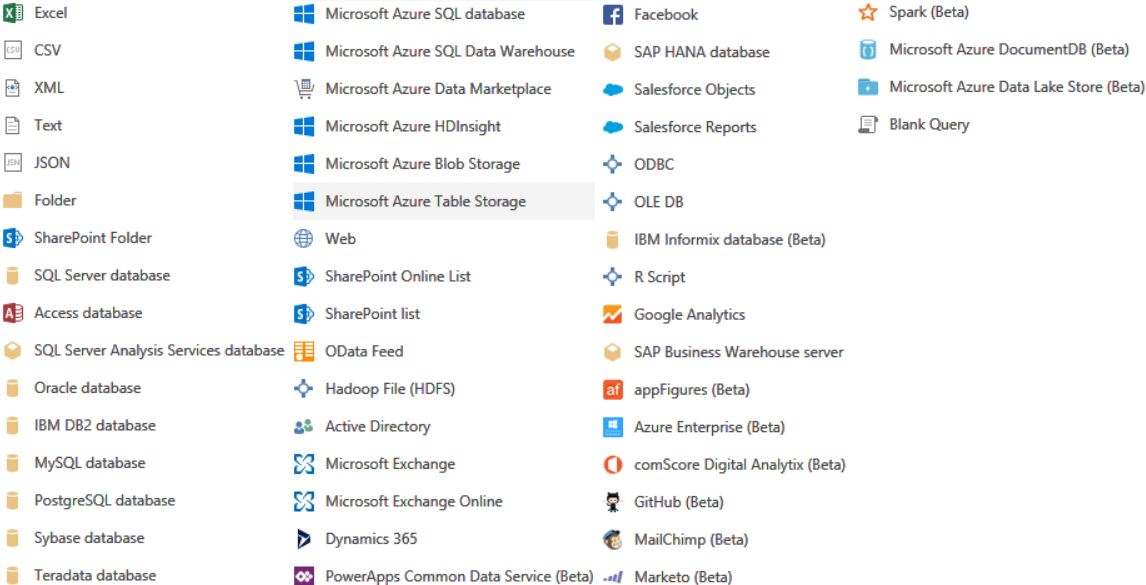 Excel
CSV
XML
Text
JSON
Folder
SharePoint Folder
SQL Server database
Access database
SQL Server Analysis Services database
Oracle database
IBM DB2 database
MySQL database
PostgreSQL database
Sybase database
Teradata database
Microsoft Azure SQL database
Microsoft Azure SQL Data Warehouse
Microsoft Azure Data Marketplace
Microsoft Azure HDInsight
Microsoft Azure Blob Storage
Microsoft Azure Table Storage
Web
SharePoint Online List
SharePoint list
OData Feed
Hadoop File (HDFS)
Active Directory
Microsoft Exchange
Microsoft Exchange Online
Dynamics 365
PowerApps Common Data Service (Beta)
Facebook
SAP HANA database
Salesforce Objects
Salesforce Reports
ODBC
OLE DB
IBM Informix database (Beta)
R Script
Google Analytics
SAP Business Warehouse server
af appFigures (Beta)
Azure Enterprise (Beta)
comScore Digital Analytix (Beta)
GitHub (Beta)
MailChimp (Beta)
Marketo (Beta)
Spark (Beta)
Microsoft Azure DocumentDB (Beta)
Microsoft Azure Data Lake Store (Beta)
Blank Query